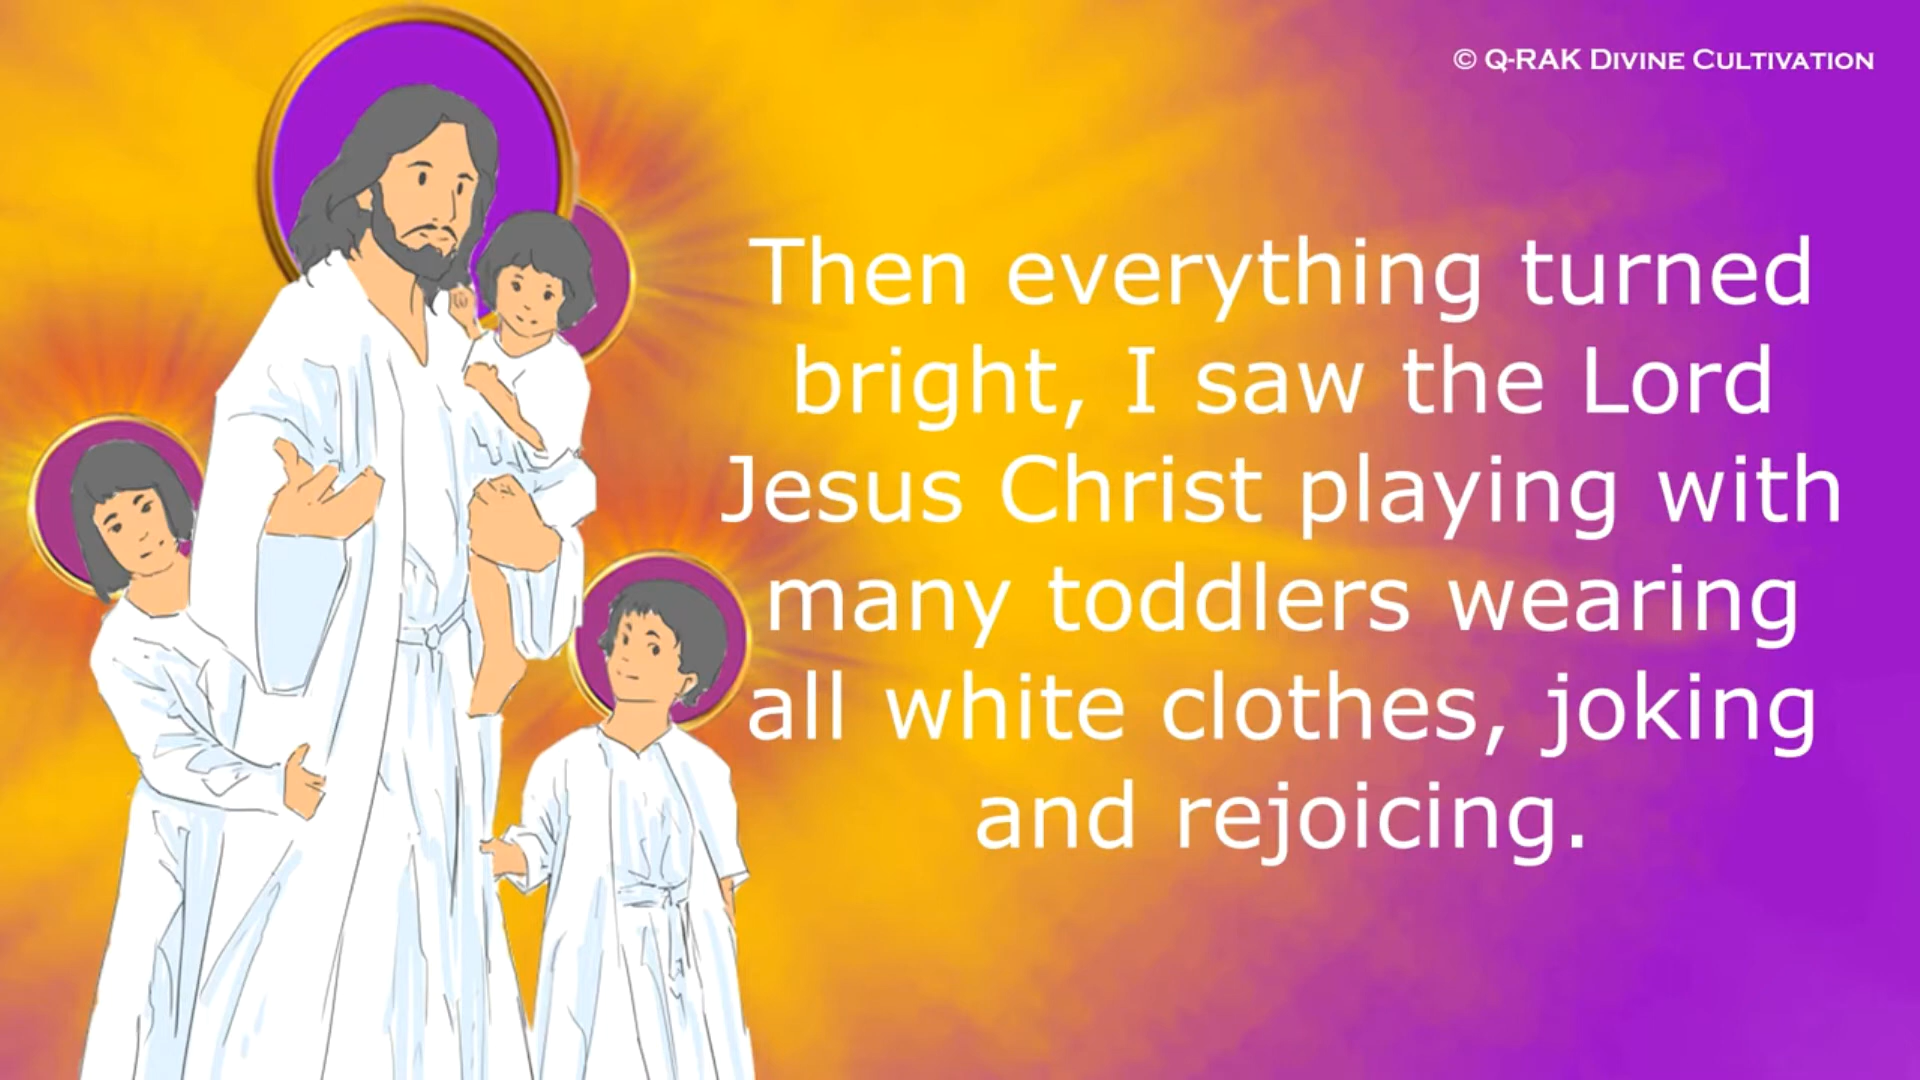 © Q-RAK DIVINE CULTIVATION
Then everything turned
bright, I saw the Lord
Jesus Christ playing with
many toddlers wearing
all white clothes, joking
and rejoicing.